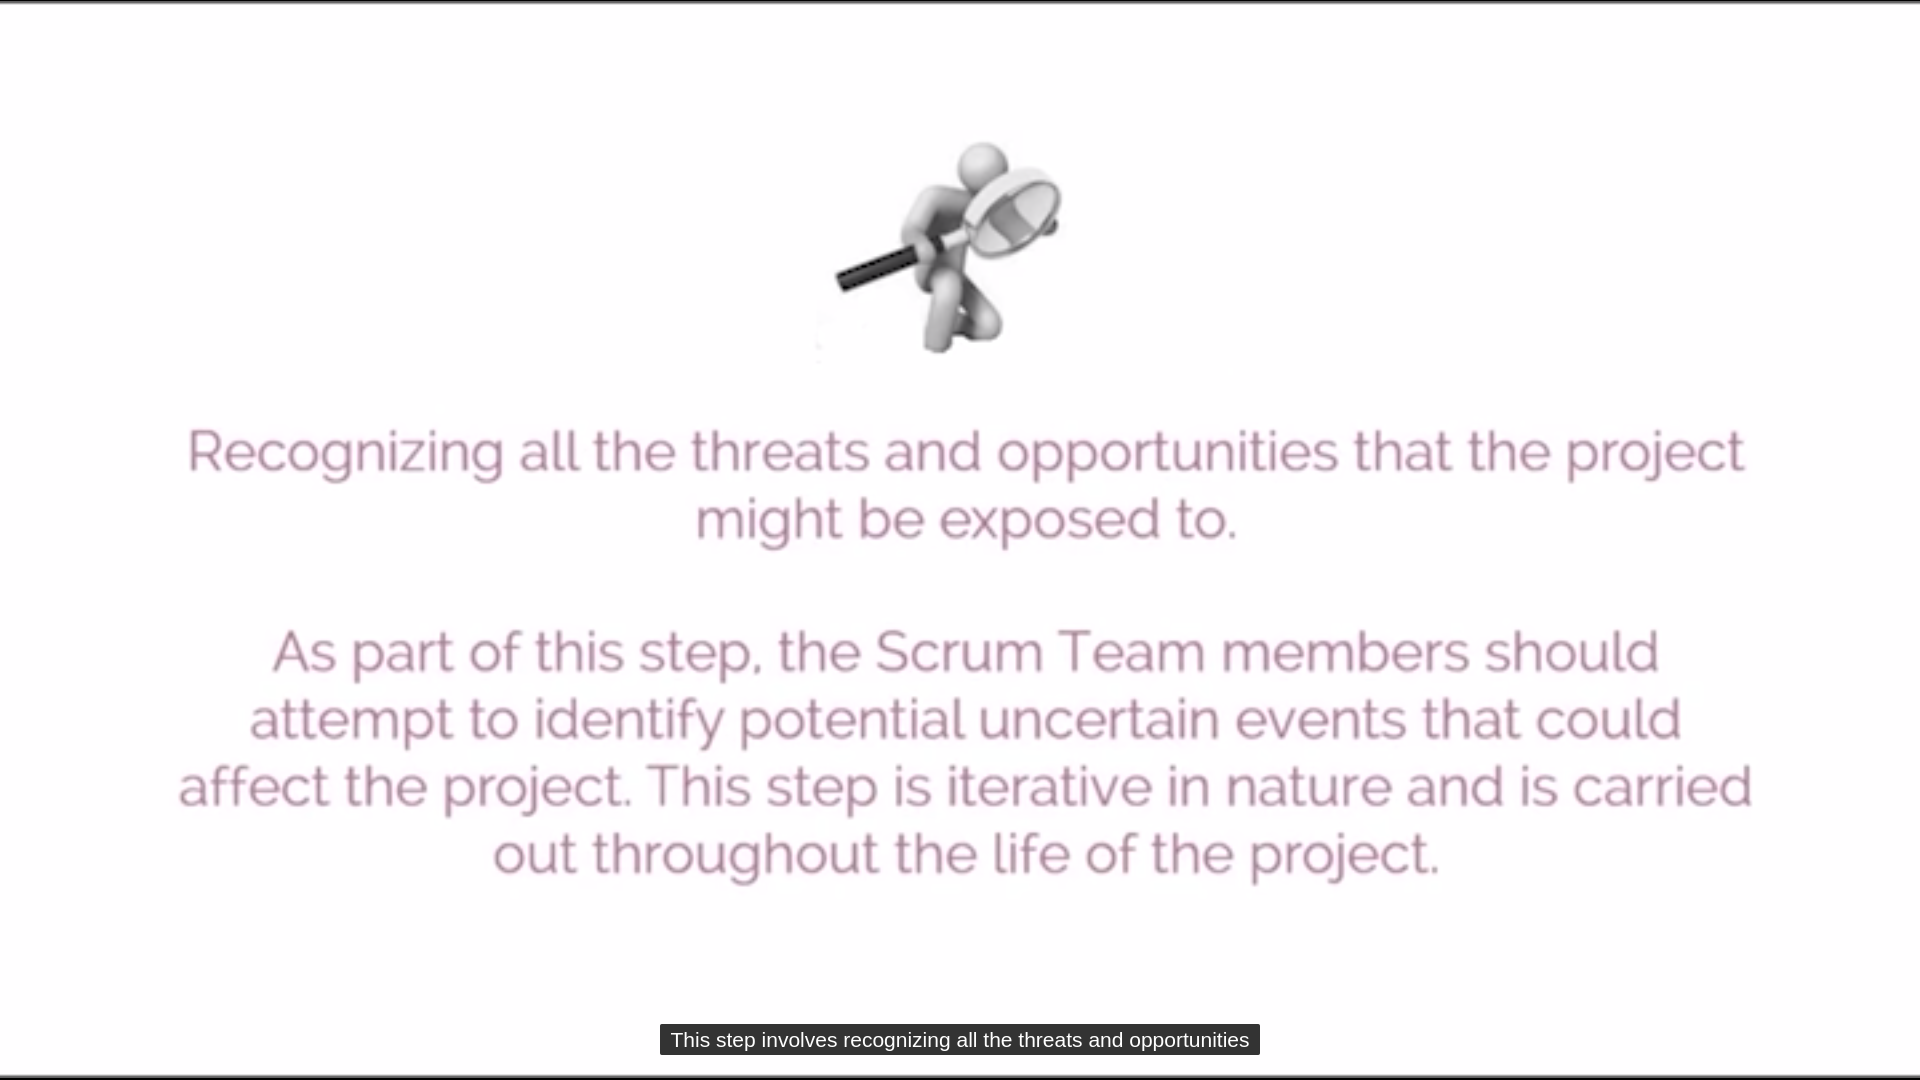 Recognizing all the threats and opportunities that the project
might be exposed to.
As part of this step, the Scrum Team members should
attempt to identify potential uncertain events that could
affect the project. This step is iterative in nature and is carried
out throughout the life of the project.
This step involves recognizing all the threats and opportunities